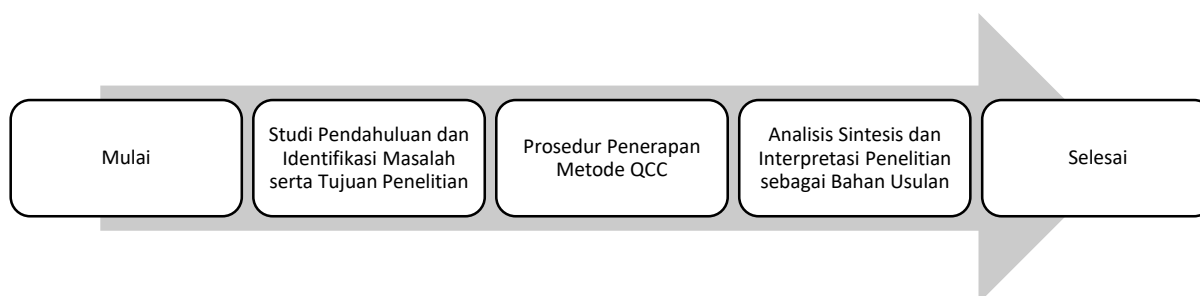 Mulai
Studi Pendahuluan dan
Identifikasi Masalah
serta Tujuan Penelitian
Prosedur Penerapan
Metode QCC
Analisis Sintesis dan
Interpretasi Penelitian
sebagai Bahan Usulan
Selesai